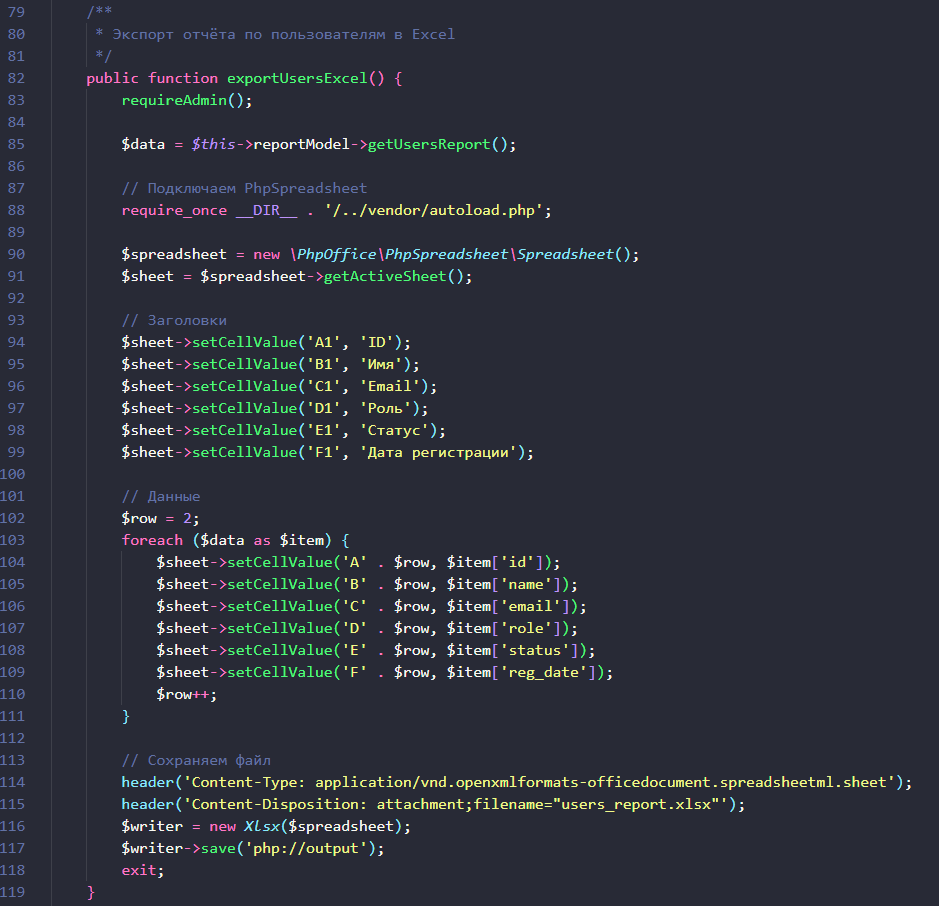 79 /**
80 * Экспорт отчёта по пользователям в Excel
81 */
82 public function exportUsersExcel() {
83 requireAdmin();
84
85 $data = $this->reportModel->getUsersReport();
86
87 // Подключаем PhpSpreadsheet
88 require_once __DIR__ . '/../vendor/autoload.php';
89
90 $spreadsheet = new \PhpOffice\PhpSpreadsheet\Spreadsheet();
91 $sheet = $spreadsheet->getActiveSheet();
92
93 // Заголовки
94 $sheet->setCellValue('A1', 'ID');
95 $sheet->setCellValue('B1', 'Имя');
96 $sheet->setCellValue('C1', 'Email');
97 $sheet->setCellValue('D1', 'Роль');
98 $sheet->setCellValue('E1', 'Статус');
99 $sheet->setCellValue('F1', 'Дата регистрации');
100
101 // Данные
102 $row = 2;
103 foreach ($data as $item) {
104 $sheet->setCellValue('A' . $row, $item['id']);
105 $sheet->setCellValue('B' . $row, $item['name']);
106 $sheet->setCellValue('C' . $row, $item['email']);
107 $sheet->setCellValue('D' . $row, $item['role']);
108 $sheet->setCellValue('E' . $row, $item['status']);
109 $sheet->setCellValue('F' . $row, $item['reg_date']);
110 $row++;
111 }
112
113 // Сохраняем файл
114 header('Content-Type: application/vnd.openxmlformats-officedocument.spreadsheetml.sheet');
115 header('Content-Disposition: attachment;filename="users_report.xlsx"');
116 $writer = new Xlsx($spreadsheet);
117 $writer->save('php://output');
118 exit;
119 }